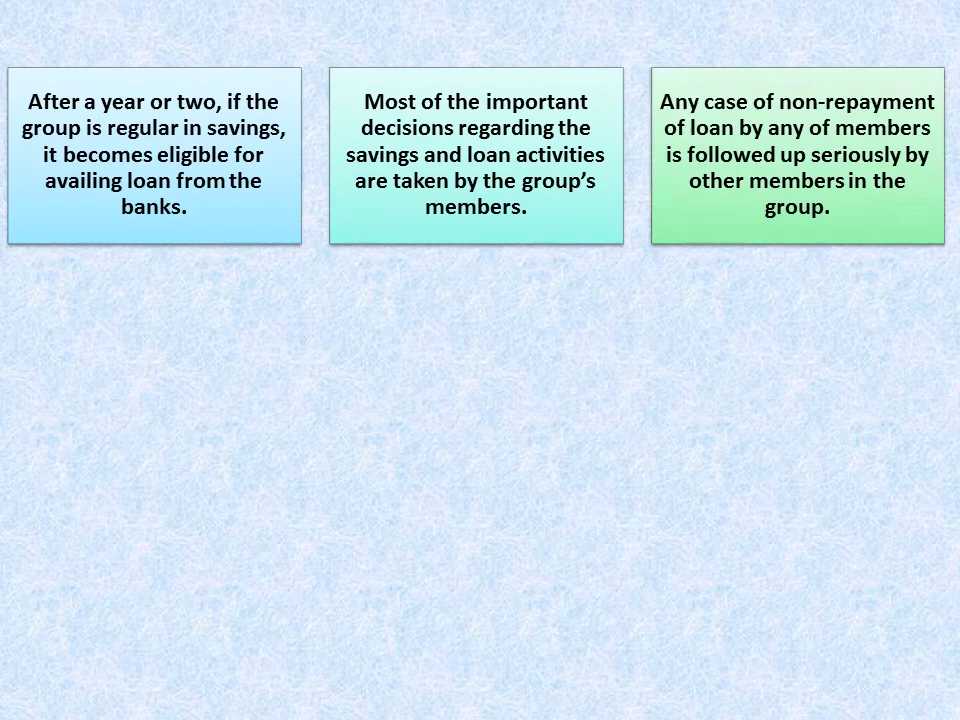 After a year or two, if the
group is regular in savings,
it becomes eligible for
availing loan from the
banks.
Most of the important
decisions regarding the
savings and loan activities
are taken by the group’s
members.
Any case of non-repayment
of loan by any of members
is followed up seriously by
other members in the
group.